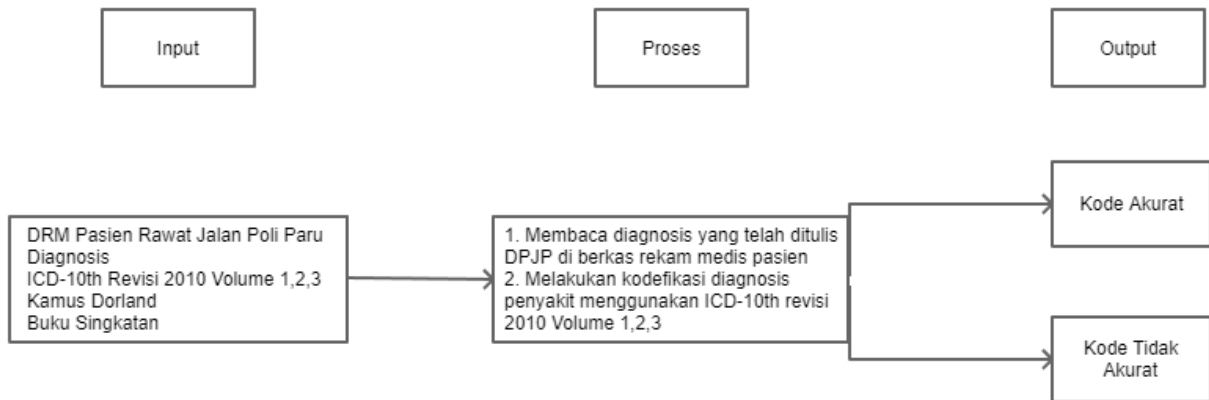 Input
Proses
Output
DRM Pasien Rawat Jalan Poli Paru
Diagnosis
ICD-10th Revisi 2010 Volume 1,2,3
Kamus Dorland
Buku Singkatan
1. Membaca diagnosis yang telah ditulis
DPJP di berkas rekam medis pasien
2. Melakukan kodefikasi diagnosis
penyakit menggunakan ICD-10th revisi
2010 Volume 1,2,3
Kode Akurat
Kode Tidak
Akurat